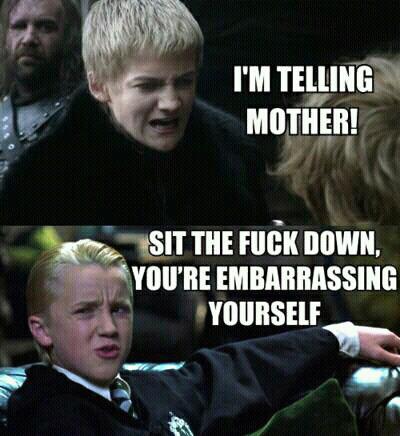 I'M TELLING
MOTHER!
SIT THE FUCK DOWN,
YOU'RE EMBARRASSING
YOURSELF